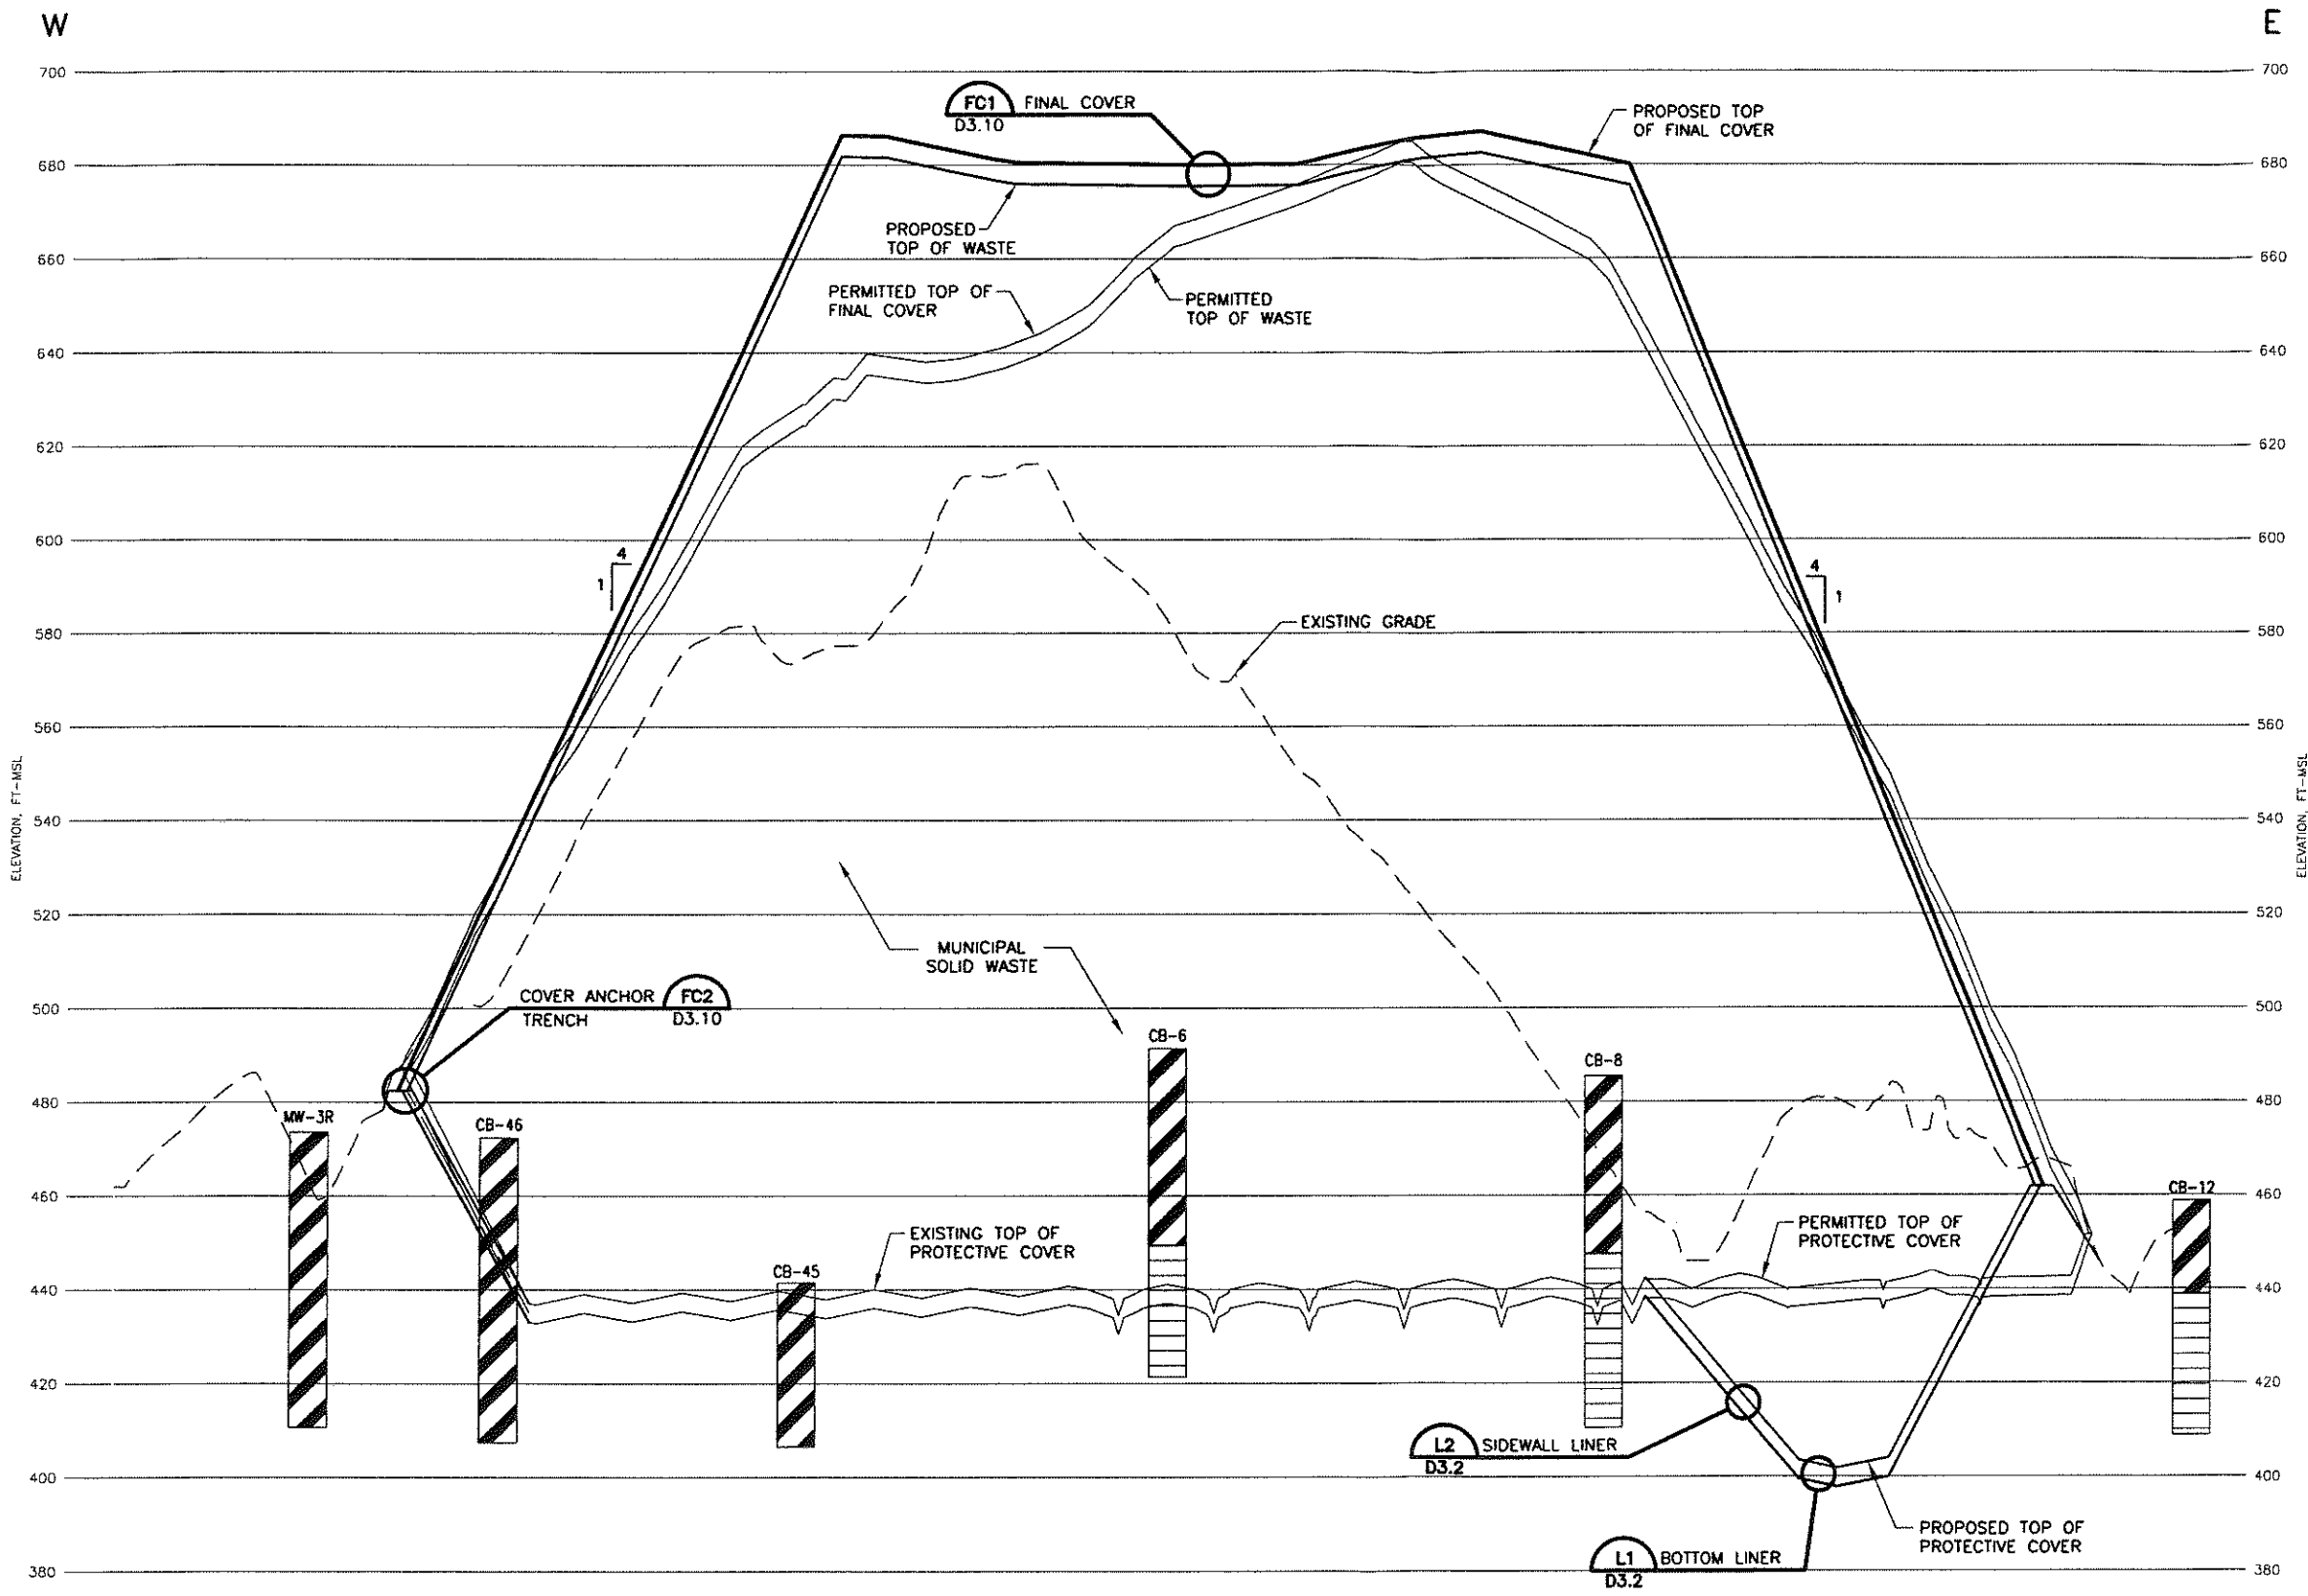 W
E
700
700
FC1 FINAL COVER
D3.10
PROPOSED TOP
OF FINAL COVER
680
680
PROPOSED
TOP OF WASTE
660
660
PERMITTED TOP OF
FINAL COVER
PERMITTED
TOP OF WASTE
640
640
620
620
600
600
4
1
4
1
EXISTING GRADE
580
580
560
560
ELEVATION, FT-MSL
ELEVATION, FT-MSL
540
540
520
520
MUNICIPAL
SOLID WASTE
COVER ANCHOR FC2
TRENCH D3.10
500
500
CB-6
CB-8
480
480
MW-3R
CB-46
460
460
CB-12
EXISTING TOP OF
PROTECTIVE COVER
PERMITTED TOP OF
PROTECTIVE COVER
CB-45
440
440
420
420
L2 SIDEWALL LINER
D3.2
400
400
PROPOSED TOP OF
PROTECTIVE COVER
L1 BOTTOM LINER
D3.2
380
380